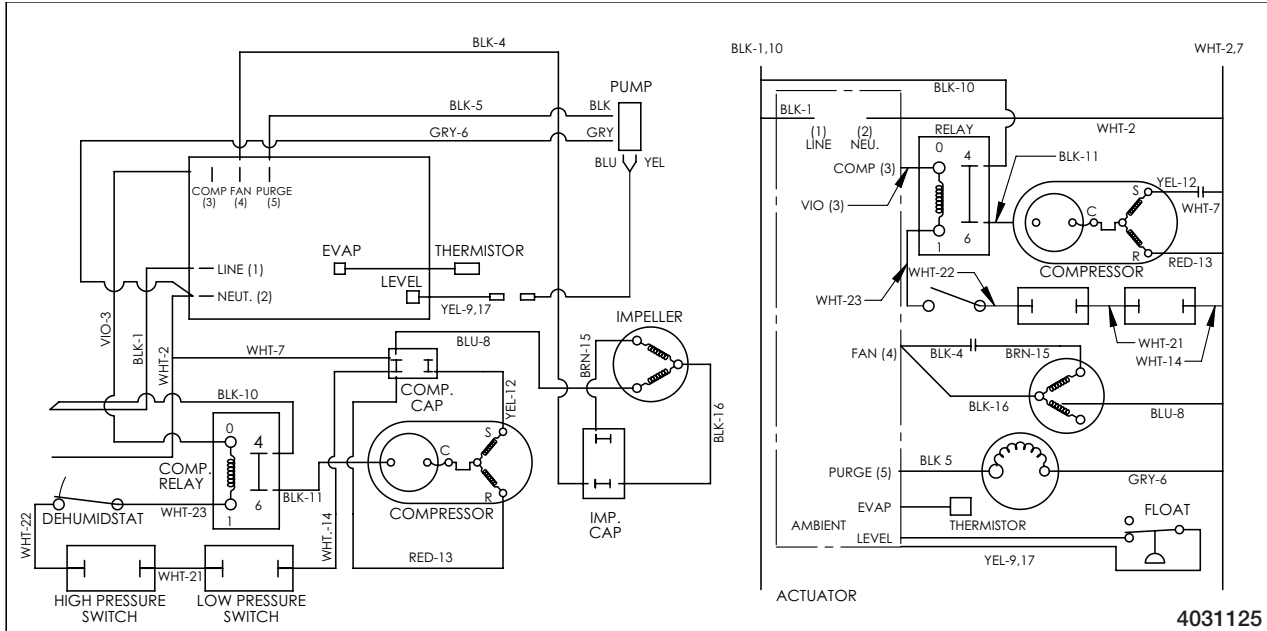 BLK-4
PUMP
BLK-5
BLK
GRY-6
GRY
BLU
YEL
COMP FAN PURGE
(3) (4) (5)
EVAP
THERMISTOR
LINE (1)
LEVEL
NEUT. (2)
YEL-9,17
VIO-3
BLK-1
WHT-2
WHT-7
BLU-8
BRN-15
IMPELLER
COMP.
CAP
YEL-12
BLK-10
BLK-16
0
4
S
C
COMP.
RELAY
BLK-11
R
DEHUMIDSTAT
WHT-23
1
6
COMPRESSOR
IMP.
CAP
WHT-22
WHT.-14
RED-13
WHT-21
HIGH PRESSURE
SWITCH
LOW PRESSURE
SWITCH
BLK-1,10
WHT-2,7
BLK-10
BLK-1
(1)
LINE
(2)
NEU.
RELAY
WHT-2
0
4
BLK-11
COMP (3)
YEL-12
S
WHT-7
VIO (3)
C
1
6
R
RED-13
COMPRESSOR
WHT-22
WHT-23
WHT-21
WHT-14
FAN (4)
BLK-4
BRN-15
BLK-16
BLU-8
PURGE (5)
BLK 5
GRY-6
EVAP
THERMISTOR
FLOAT
AMBIENT
LEVEL
YEL-9,17
ACTUATOR
4031125